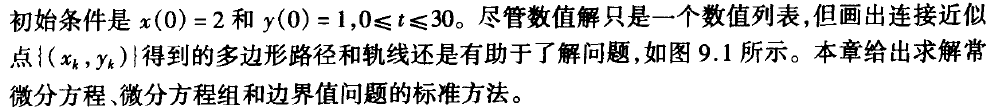 初始条件是 x(0)=2 和 y(0)=1,0≤t≤30。尽管数值解只是一个数值列表,但画出连接近似
点{(xₖ,yₖ)}得到的多边形路径和轨线还是有助于了解问题,如图 9.1 所示。本章给出求解常
微分方程、微分方程组和边界值问题的标准方法。